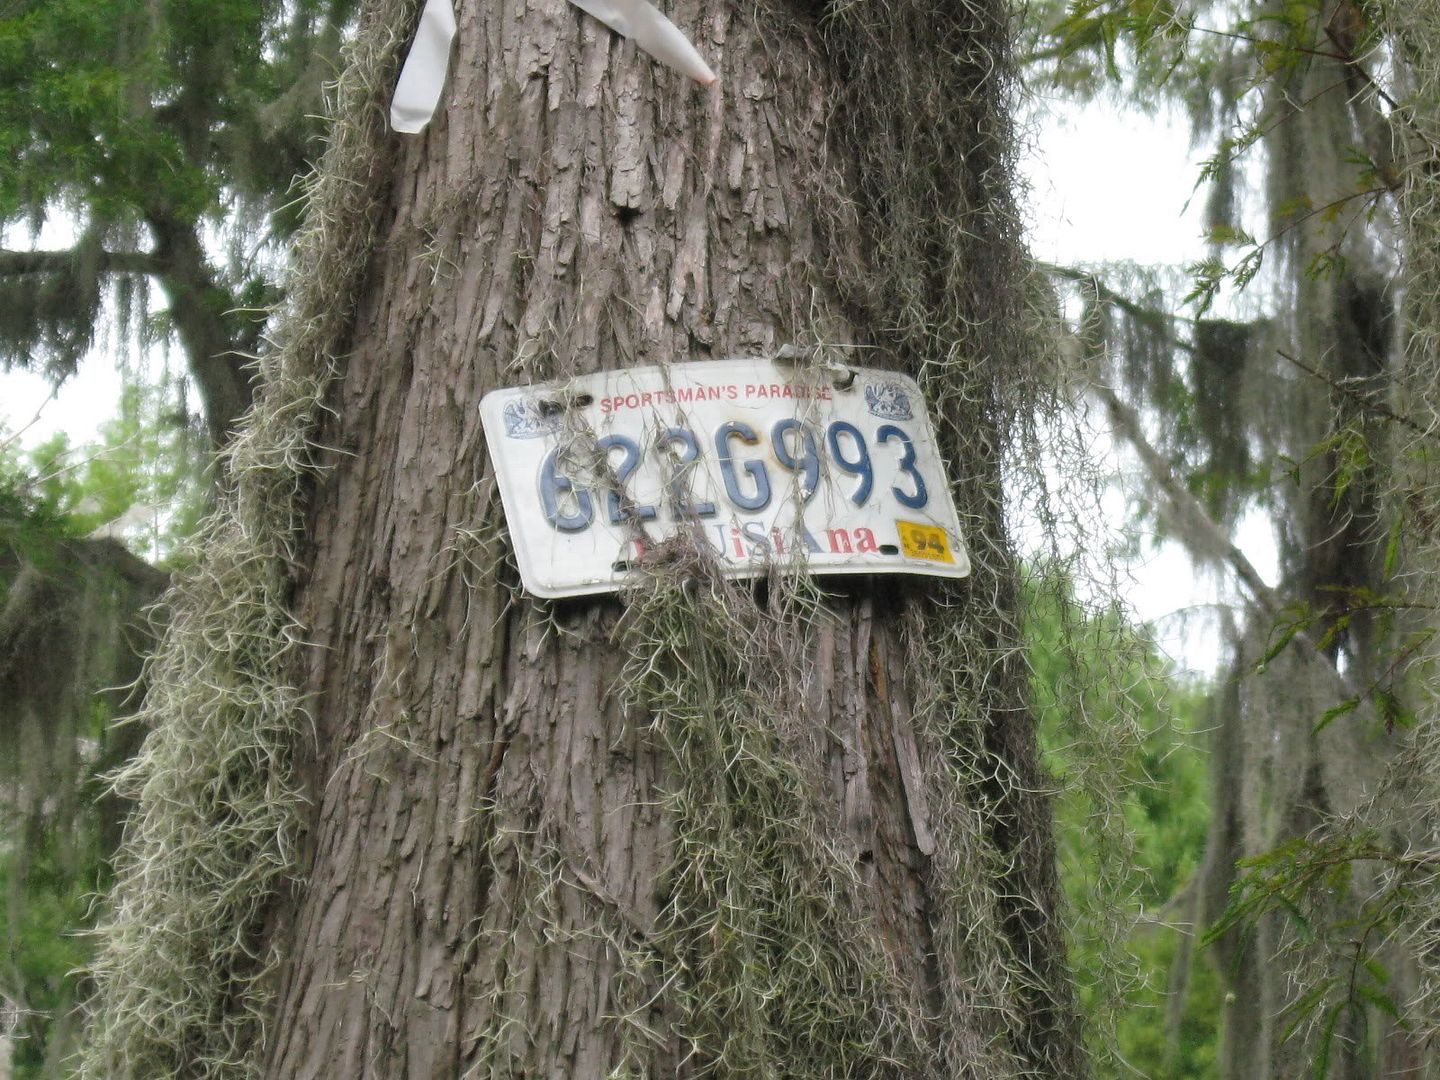 SPORTSMAN'S PARADISE
622G993
LOUiSiAna
94